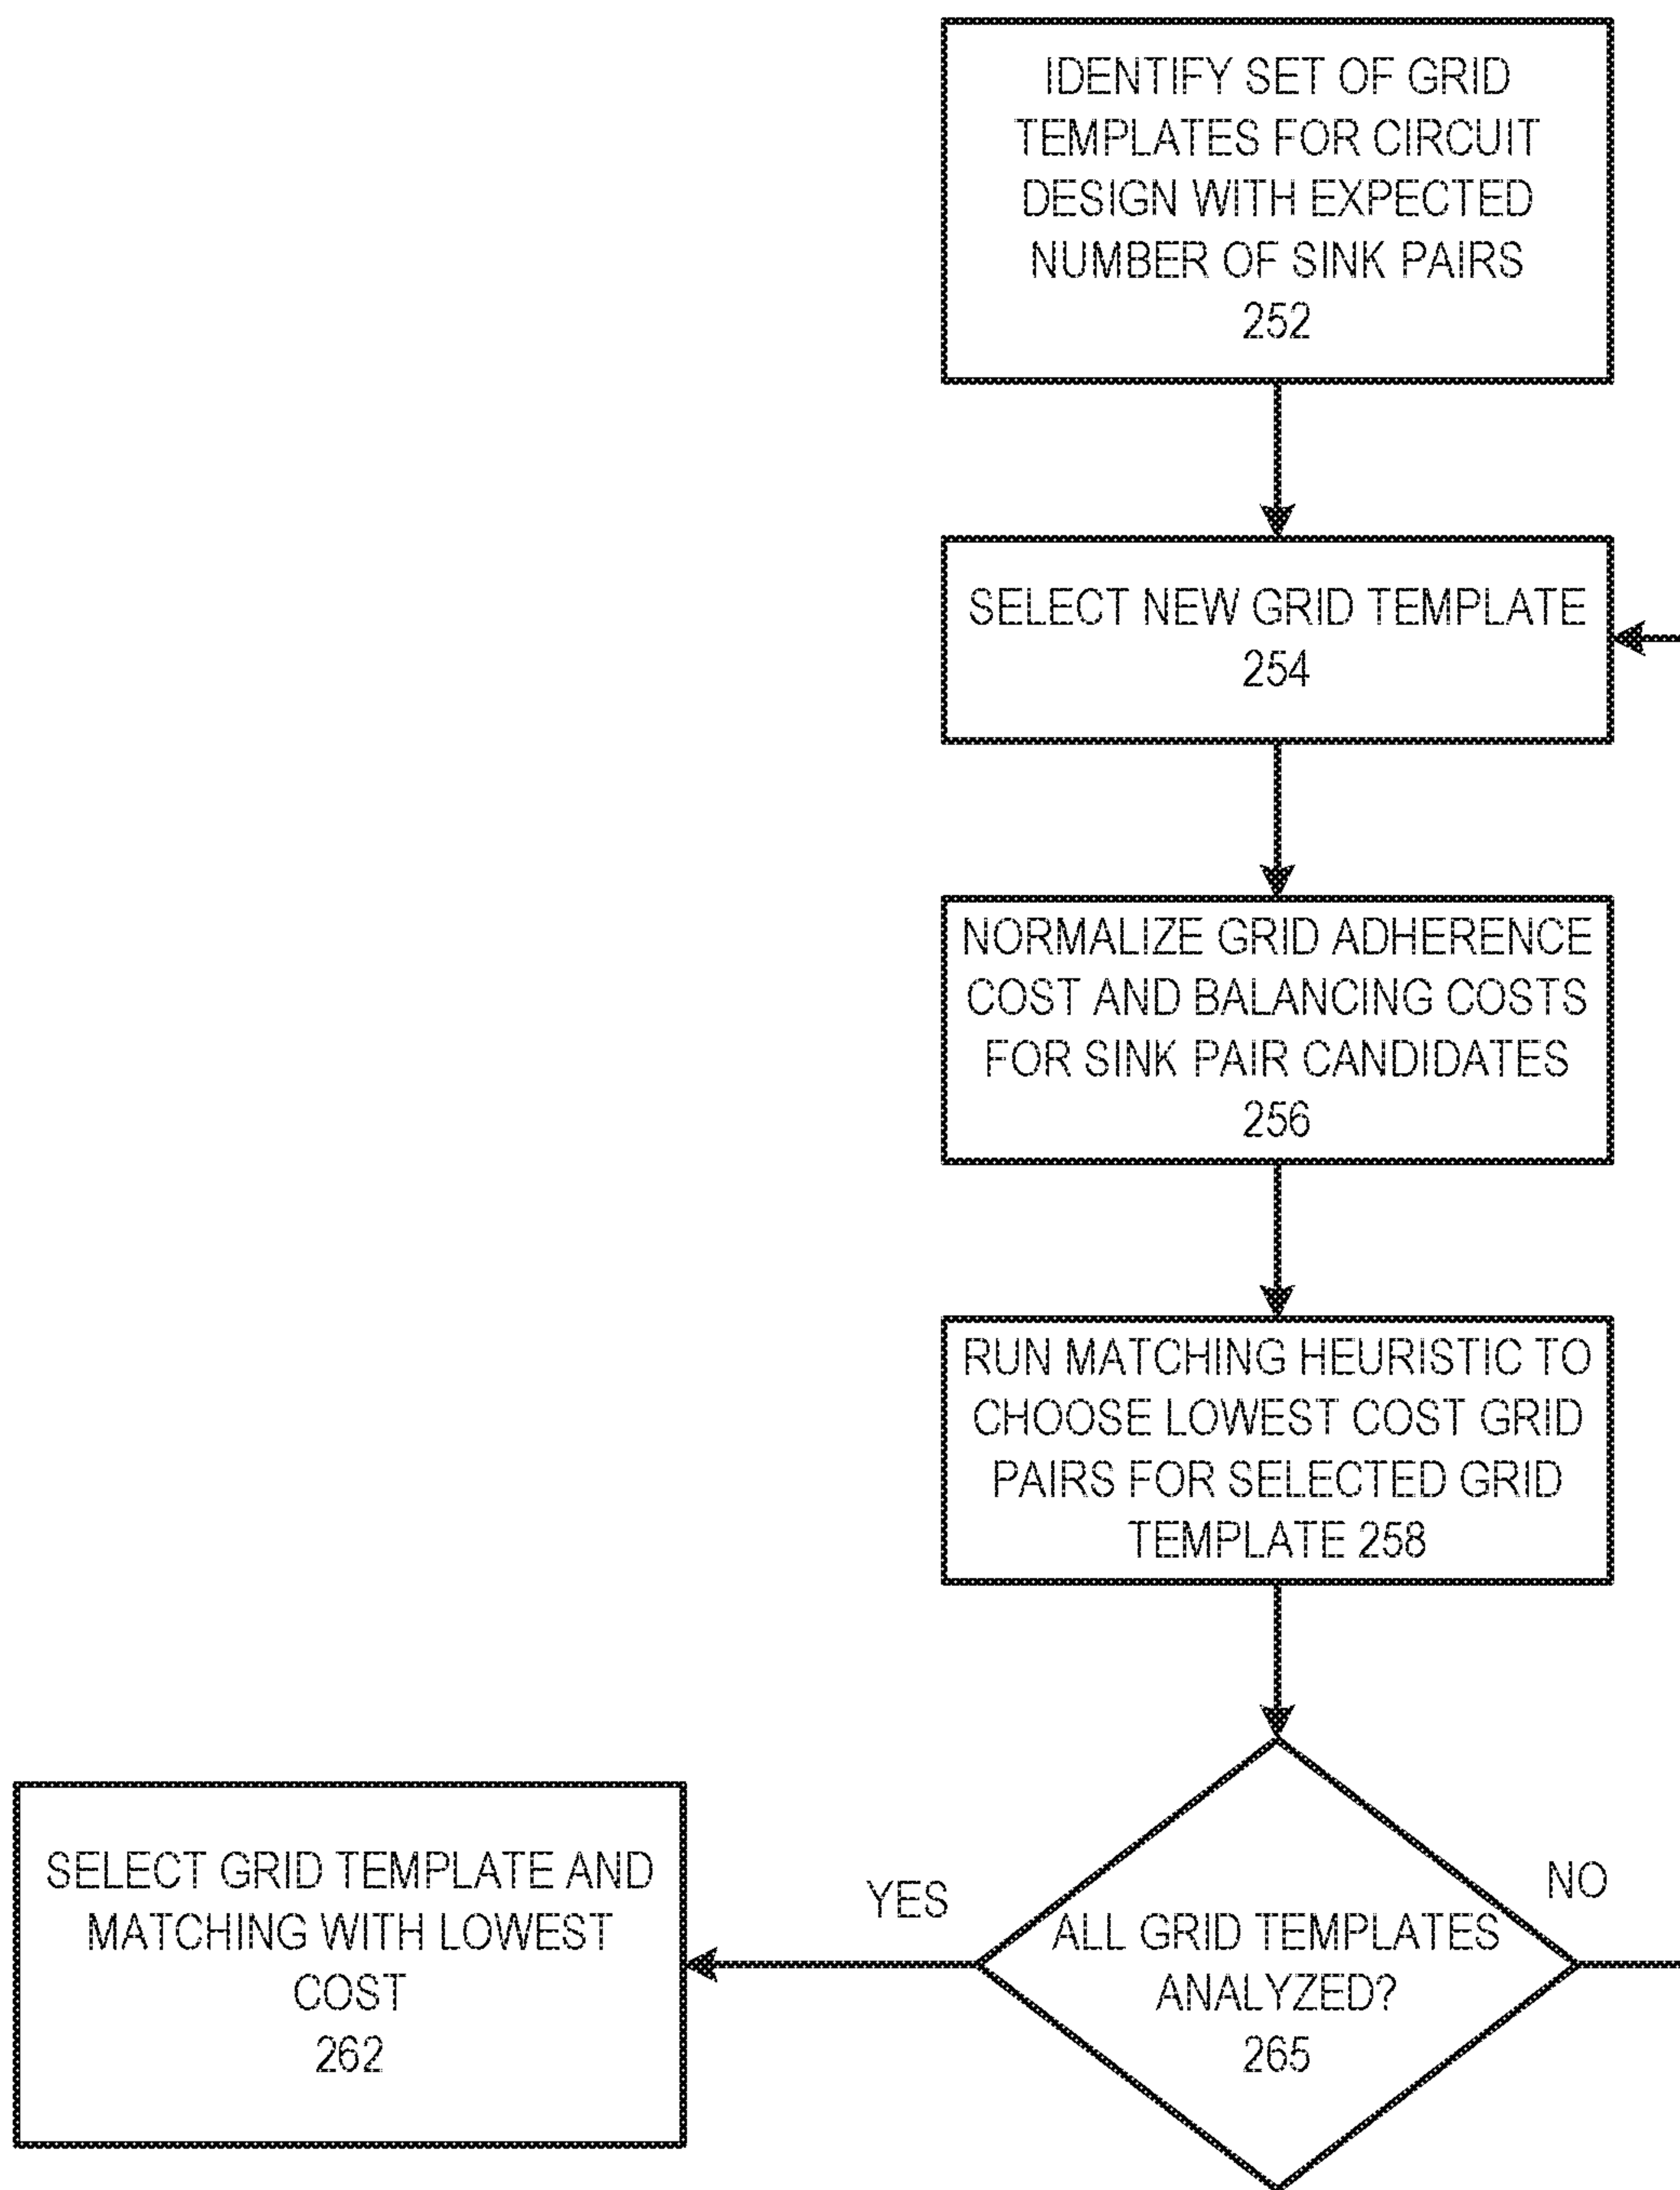 IDENTIFY SET OF GRID
TEMPLATES FOR CIRCUIT
DESIGN WITH EXPECTED
NUMBER OF SINK PAIRS
252
SELECT NEW GRID TEMPLATE
254
NORMALIZE GRID ADHERENCE
COST AND BALANCING COSTS
FOR SINK PAIR CANDIDATES
256
RUN MATCHING HEURISTIC TO
CHOOSE LOWEST COST GRID
PAIRS FOR SELECTED GRID
TEMPLATE 258
ALL GRID TEMPLATES
ANALYZED?
265
YES
NO
SELECT GRID TEMPLATE AND
MATCHING WITH LOWEST
COST
262